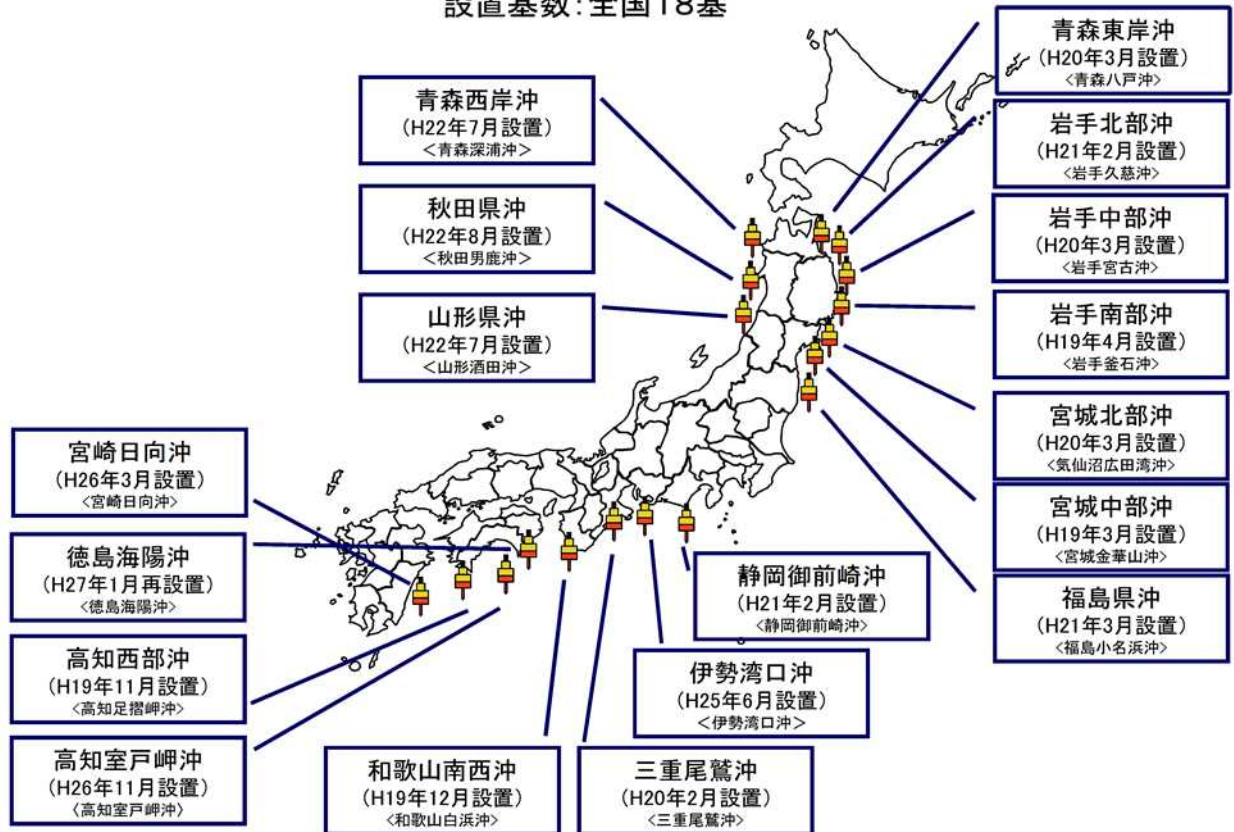 設置基数：全国18基
青森西岸沖
(H22年7月設置)
＜青森深浦沖＞
秋田県沖
(H22年8月設置)
＜秋田男鹿沖＞
山形県沖
(H22年7月設置)
＜山形酒田沖＞
青森東岸沖
(H20年3月設置)
<青森八戸沖>
岩手北部沖
(H21年2月設置)
<岩手久慈沖>
岩手中部沖
(H20年3月設置)
<岩手宮古沖>
岩手南部沖
(H19年4月設置)
<岩手釜石沖>
宮城北部沖
(H20年3月設置)
<気仙沼広田湾沖>
宮城中部沖
(H19年3月設置)
<宮城金華山沖>
福島県沖
(H21年3月設置)
<福島小名浜沖>
宮崎日向沖
(H26年3月設置)
<宮崎日向沖>
徳島海陽沖
(H27年1月再設置)
<徳島海陽沖>
高知西部沖
(H19年11月設置)
<高知足摺岬沖>
高知室戸岬沖
(H26年11月設置)
<高知室戸岬沖>
静岡御前崎沖
(H21年2月設置)
<静岡御前崎沖>
伊勢湾口沖
(H25年6月設置)
＜伊勢湾口沖＞
和歌山南西沖
(H19年12月設置)
<和歌山白浜沖>
三重尾鷲沖
(H20年2月設置)
<三重尾鷲沖>